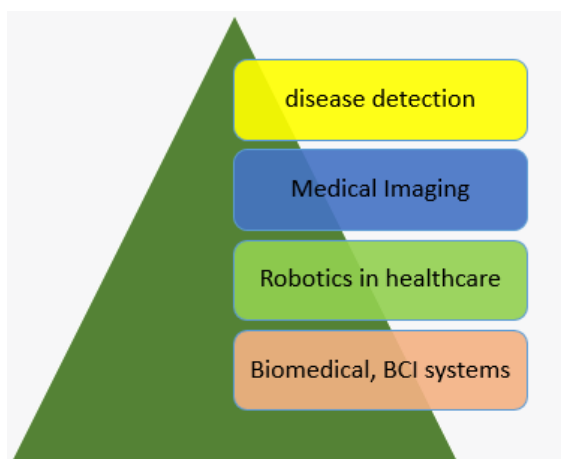 disease detection
Medical Imaging
Robotics in healthcare
Biomedical, BCI systems